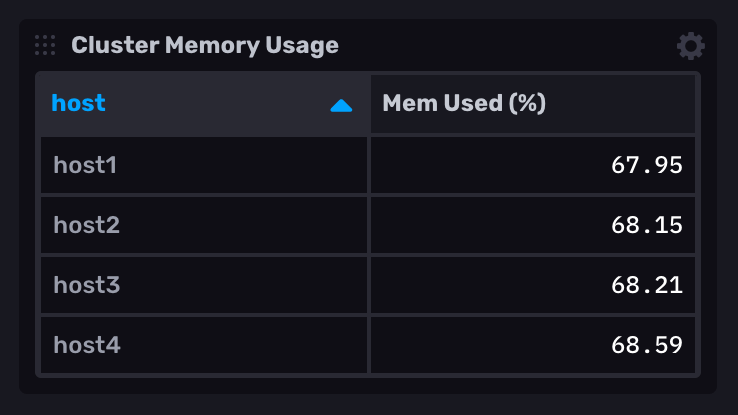 Cluster Memory Usage
host Mem Used (%)
host1 67.95
host2 68.15
host3 68.21
host4 68.59